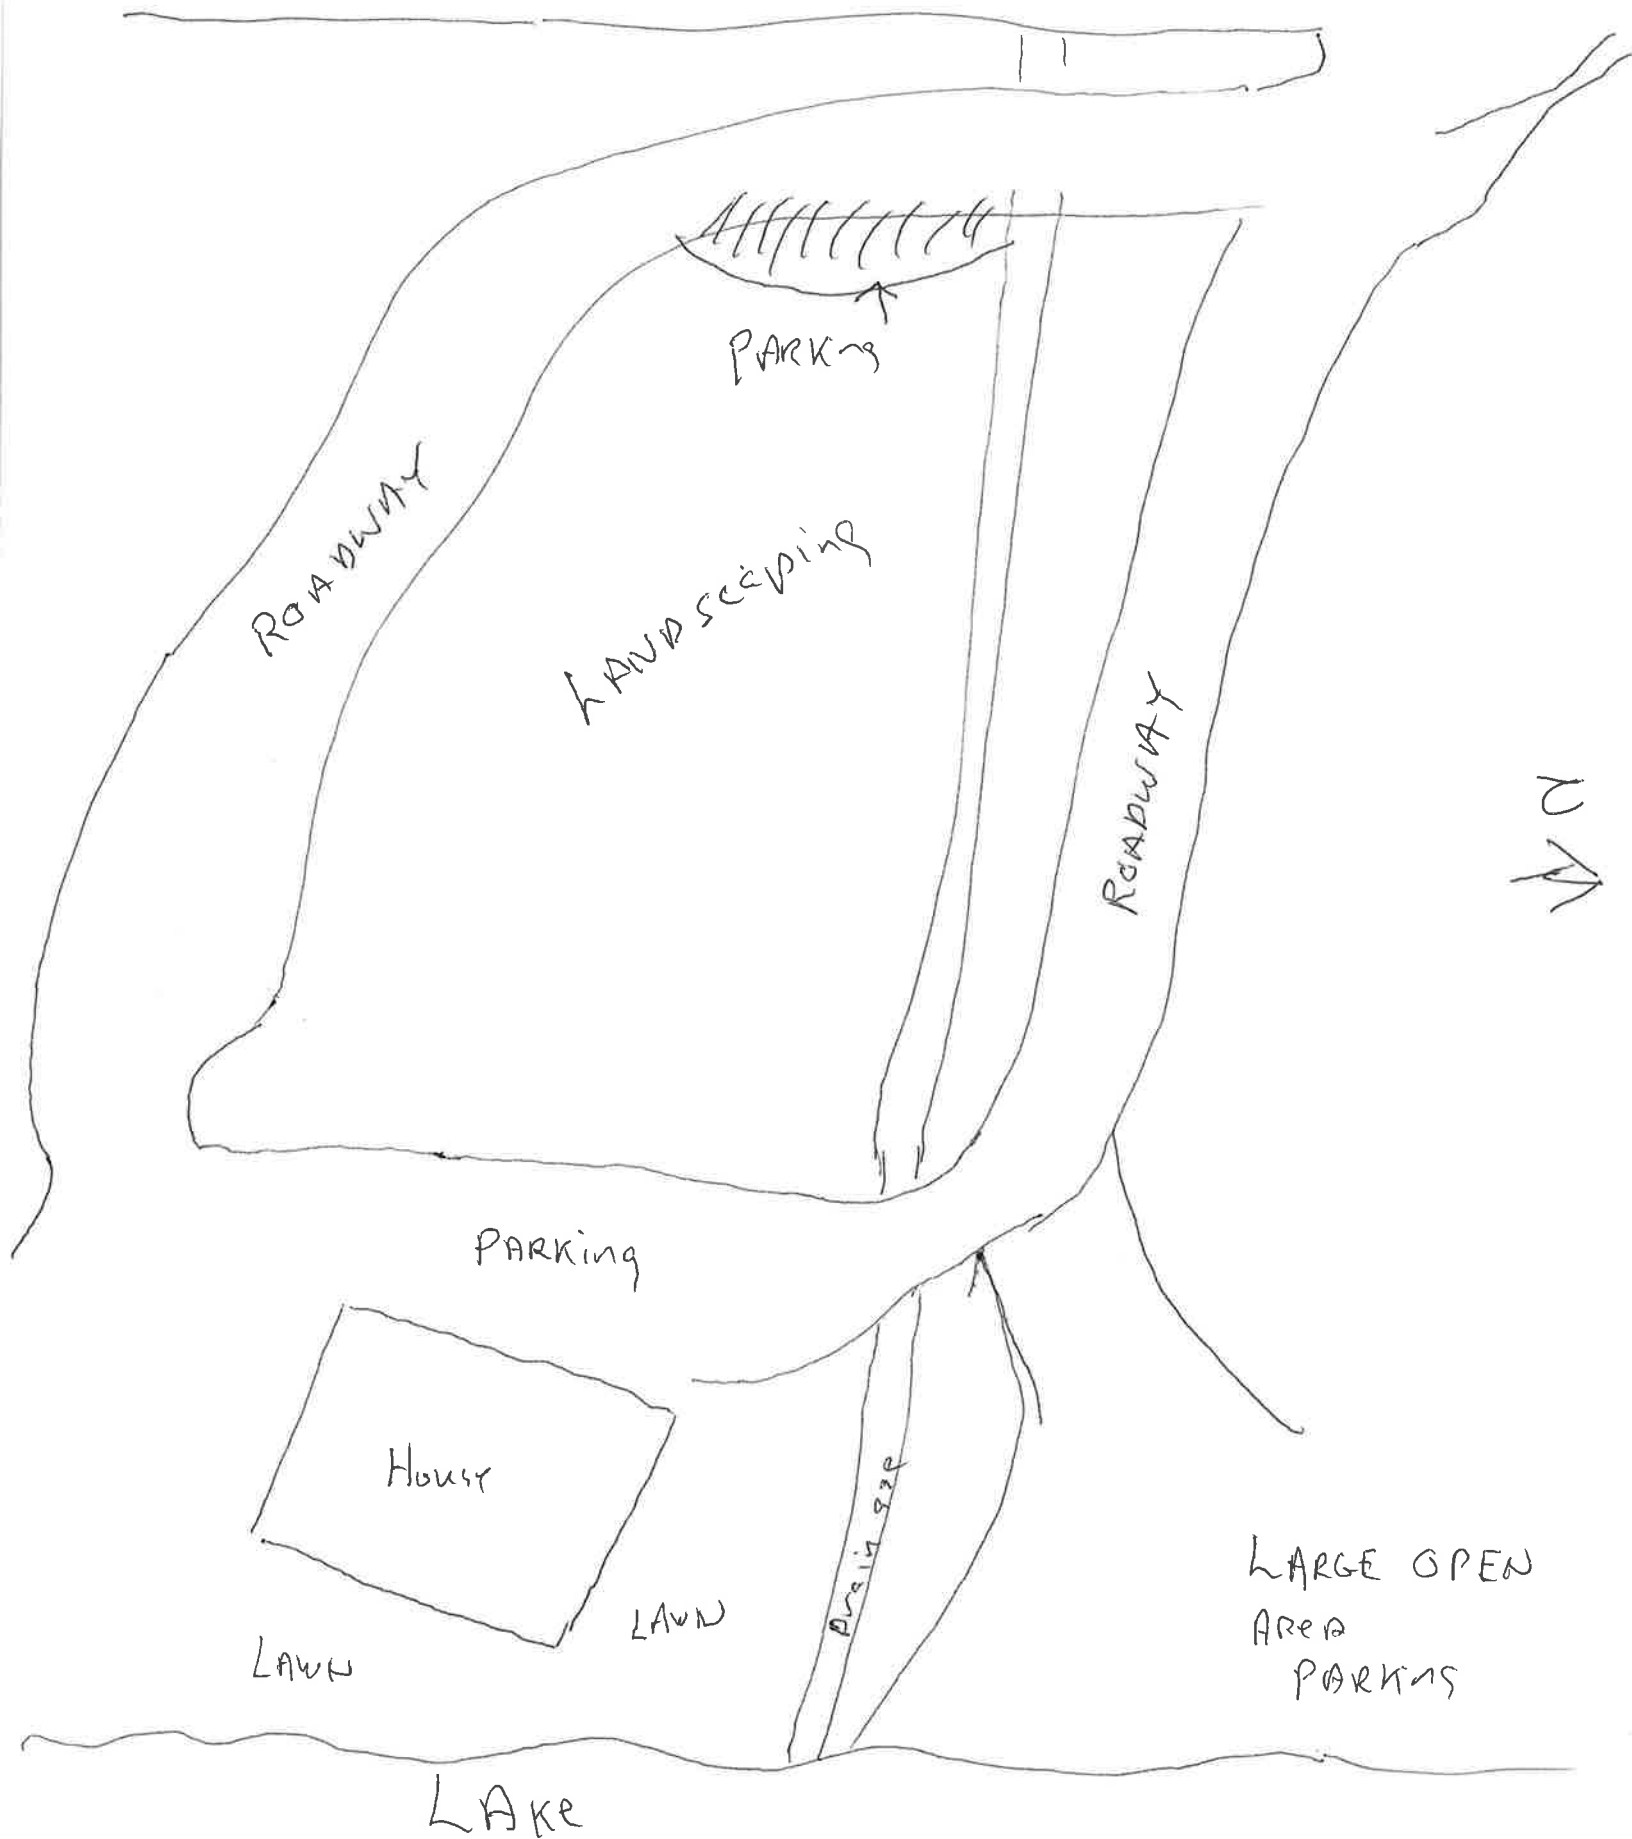 PARKing
ROADWAY
LANDscaping
ROADWAY
N
PARKing
House
Drainage
LARGE OPEN
AReA
PARKing
LAWN
LAWN
LAke